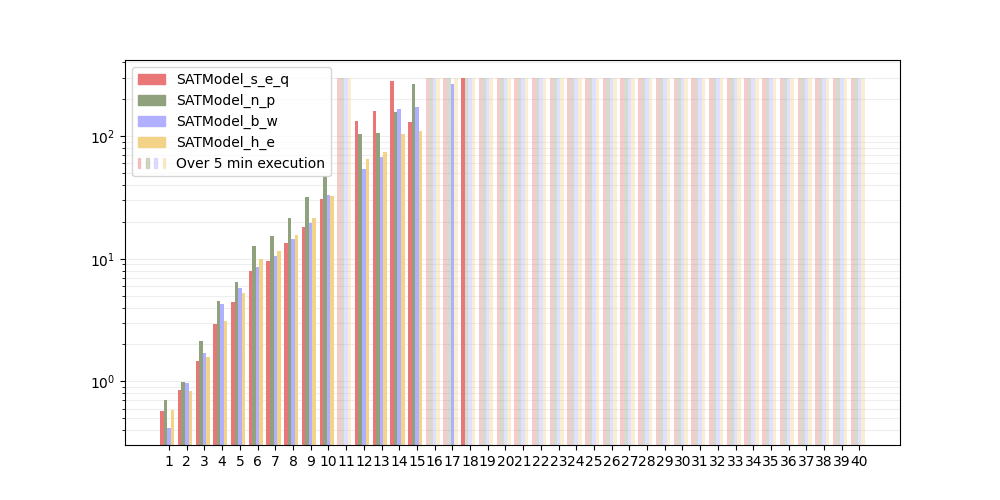 SATModel_s_e_q
SATModel_n_p
SATModel_b_w
SATModel_h_e
Over 5 min execution
10²
10¹
10⁰
1 2 3 4 5 6 7 8 9 10 11 12 13 14 15 16 17 18 19 20 21 22 23 24 25 26 27 28 29 30 31 32 33 34 35 36 37 38 39 40